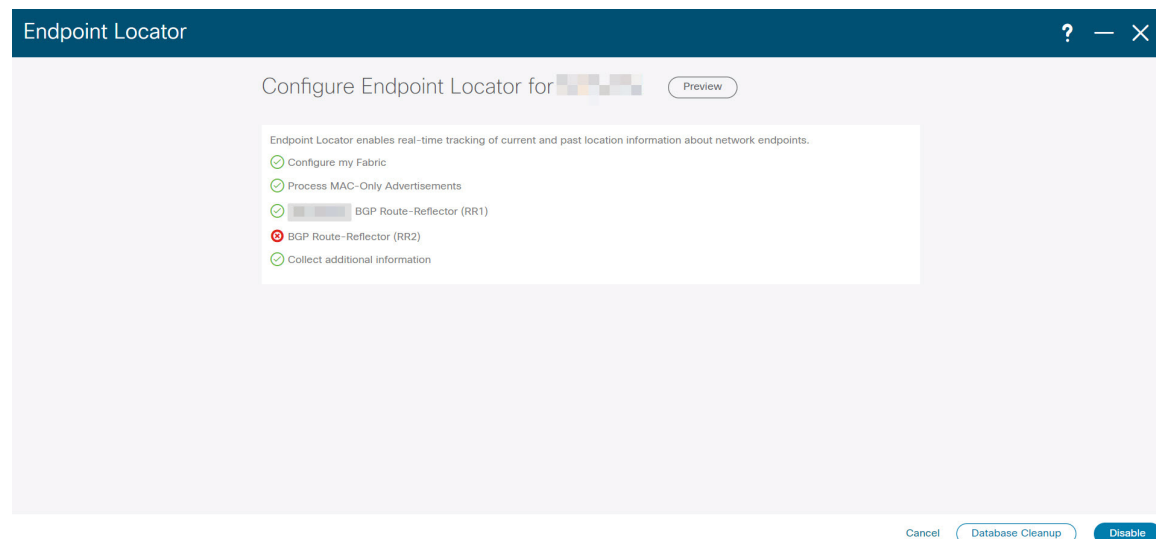 Endpoint Locator
? — ✕
Configure Endpoint Locator for
Preview
Endpoint Locator enables real-time tracking of current and past location information about network endpoints.
Configure my Fabric
Process MAC-Only Advertisements
BGP Route-Reflector (RR1)
BGP Route-Reflector (RR2)
Collect additional information
Cancel Database Cleanup Disable